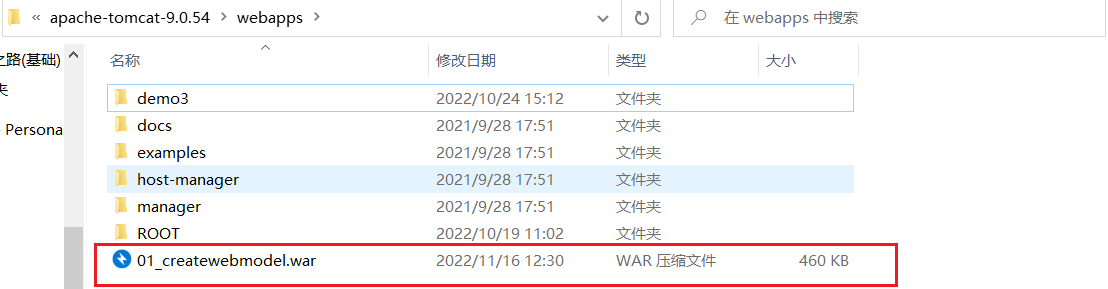 « apache-tomcat-9.0.54 > webapps > 在 webapps 中搜索
之路(基础)
夹
Persona
名称 修改日期 类型 大小
demo3 2022/10/24 15:12 文件夹
docs 2021/9/28 17:51 文件夹
examples 2021/9/28 17:51 文件夹
host-manager 2021/9/28 17:51 文件夹
manager 2021/9/28 17:51 文件夹
ROOT 2022/10/19 11:02 文件夹
01_createwebmodel.war 2022/11/16 12:30 WAR 压缩文件 460 KB